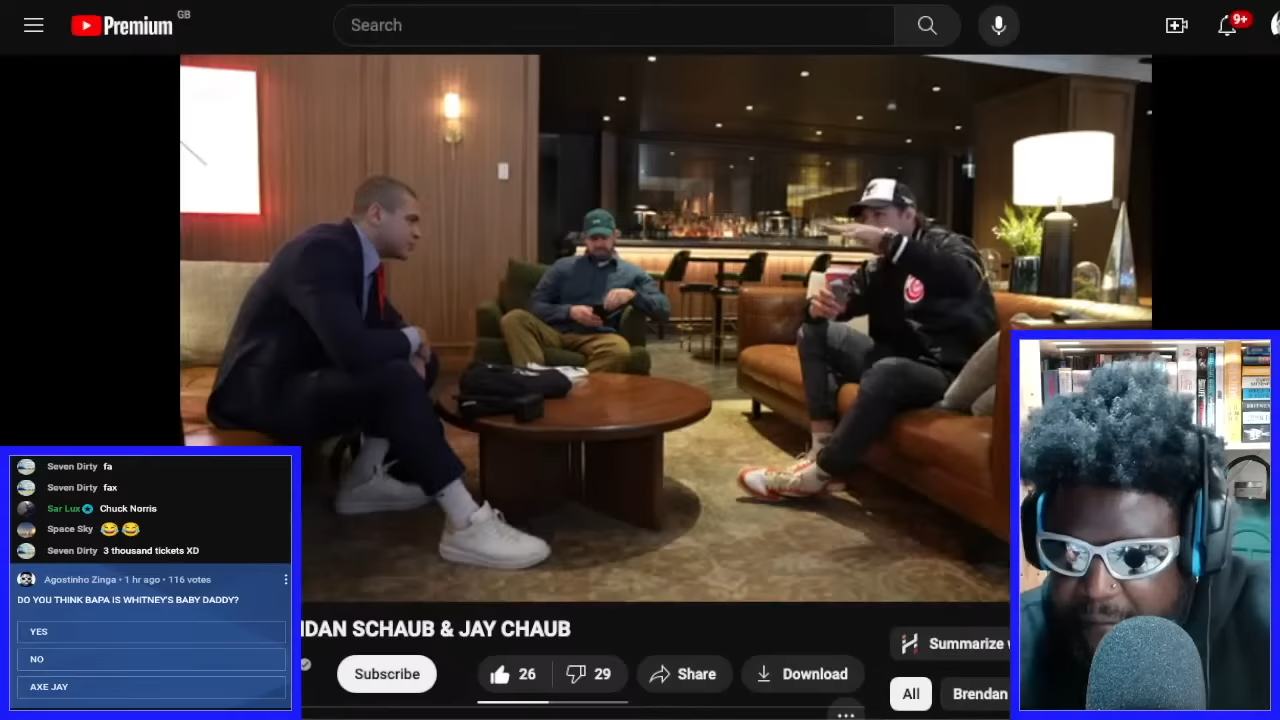 Premium GB
Search
9+
Seven Dirty fa
Seven Dirty fax
Sar Lux Chuck Norris
Space Sky 😂😂
Seven Dirty 3 thousand tickets XD
Agostinho Zinga • 1 hr ago • 116 votes
DO YOU THINK BAPA IS WHITNEY'S BABY DADDY?
YES
NO
AXE JAY
IDAN SCHAUB & JAY CHAUB
Subscribe
26
29
Share
Download
Summarize
All
Brendan